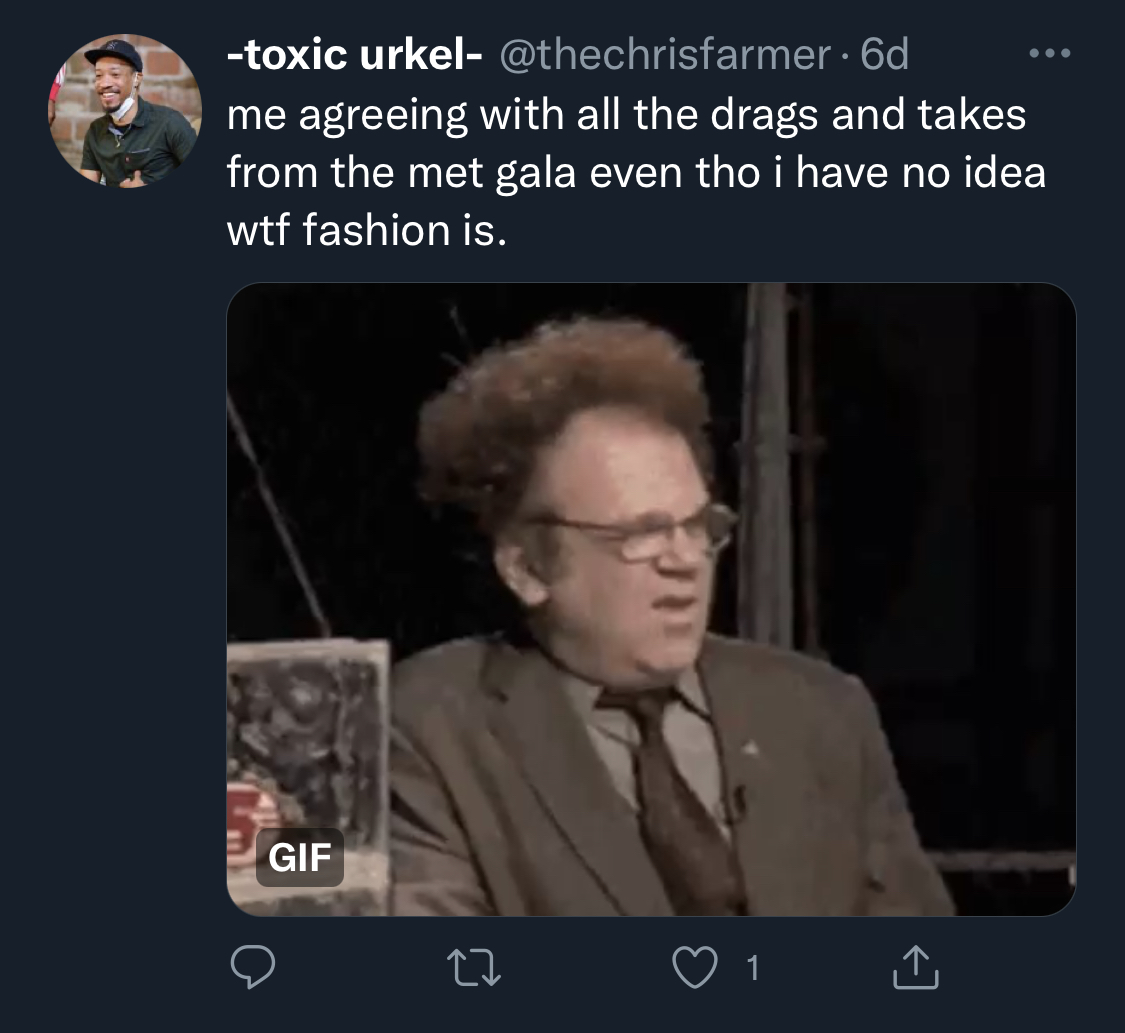 -toxic urkel- @thechrisfarmer · 6d
me agreeing with all the drags and takes
from the met gala even tho i have no idea
wtf fashion is.
5
GIF
1